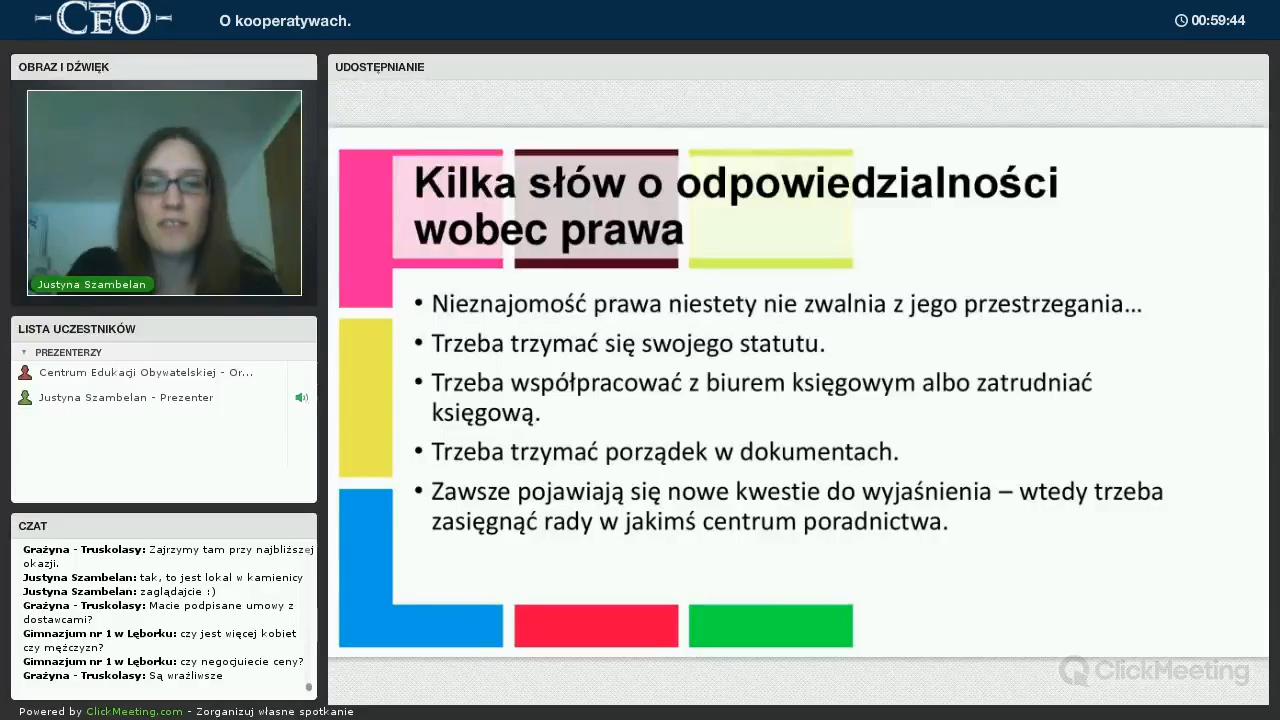 CEO
O kooperatywach.
00:59:44
OBRAZ I DŹWIĘK
Justyna Szambelan
LISTA UCZESTNIKÓW
PREZENTERZY
Centrum Edukacji Obywatelskiej - Or...
Justyna Szambelan - Prezenter
CZAT
Grażyna - Truskolasy: Zajrzymy tam przy najbliższej
okazji.
Justyna Szambelan: tak, to jest lokal w kamienicy
Justyna Szambelan: zaglądajcie :)
Grażyna - Truskolasy: Macie podpisane umowy z
dostawcami?
Gimnazjum nr 1 w Lęborku: czy jest więcej kobiet
czy mężczyzn?
Gimnazjum nr 1 w Lęborku: czy negocjuiecie ceny?
Grażyna - Truskolasy: Są wrażliwsze
UDOSTĘPNIANIE
Kilka słów o odpowiedzialności
wobec prawa
• Nieznajomość prawa niestety nie zwalnia z jego przestrzegania…
• Trzeba trzymać się swojego statutu.
• Trzeba współpracować z biurem księgowym albo zatrudniać
księgową.
• Trzeba trzymać porządek w dokumentach.
• Zawsze pojawiają się nowe kwestie do wyjaśnienia – wtedy trzeba
zasięgnąć rady w jakimś centrum poradnictwa.
ClickMeeting
Powered by ClickMeeting.com - Zorganizuj własne spotkanie